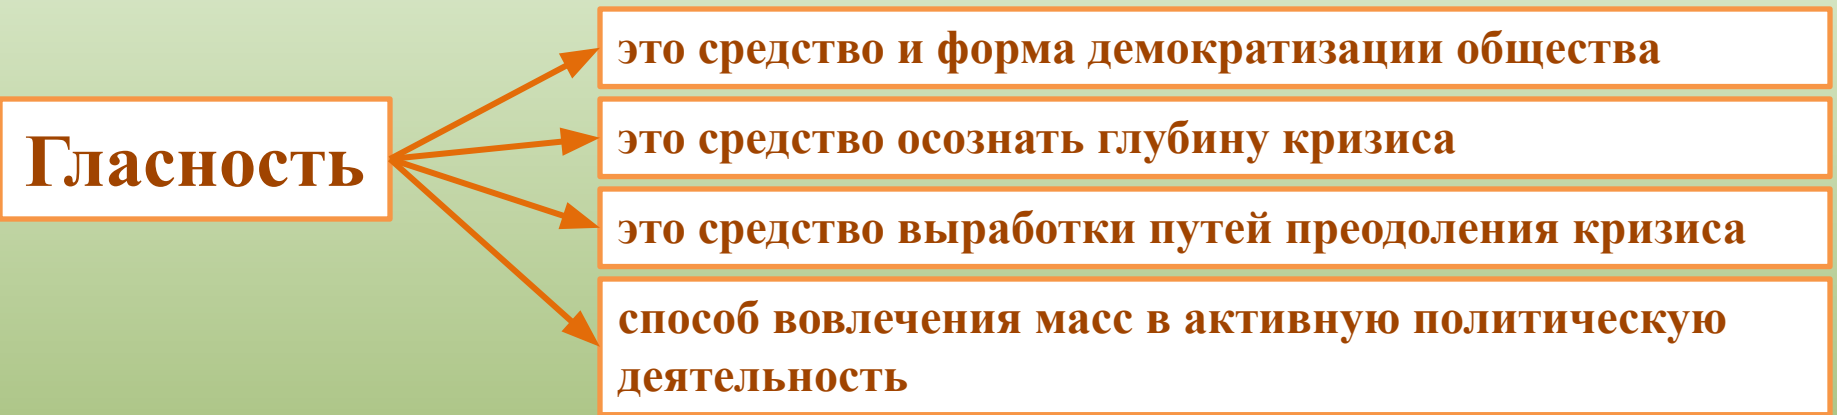 Гласность
это средство и форма демократизации общества
это средство осознать глубину кризиса
это средство выработки путей преодоления кризиса
способ вовлечения масс в активную политическую
деятельность